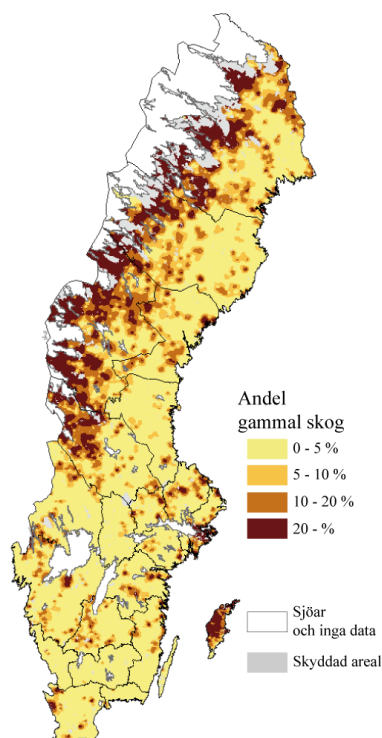 Andel
gammal skog
0 - 5 %
5 - 10 %
10 - 20 %
20 - %
Sjöar
och inga data
Skyddad areal